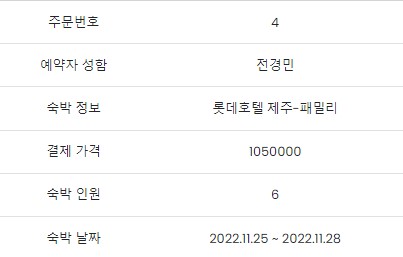 주문번호 4
예약자 성함 전경민
숙박 정보 롯데호텔 제주-패밀리
결제 가격 1050000
숙박 인원 6
숙박 날짜 2022.11.25 ~ 2022.11.28